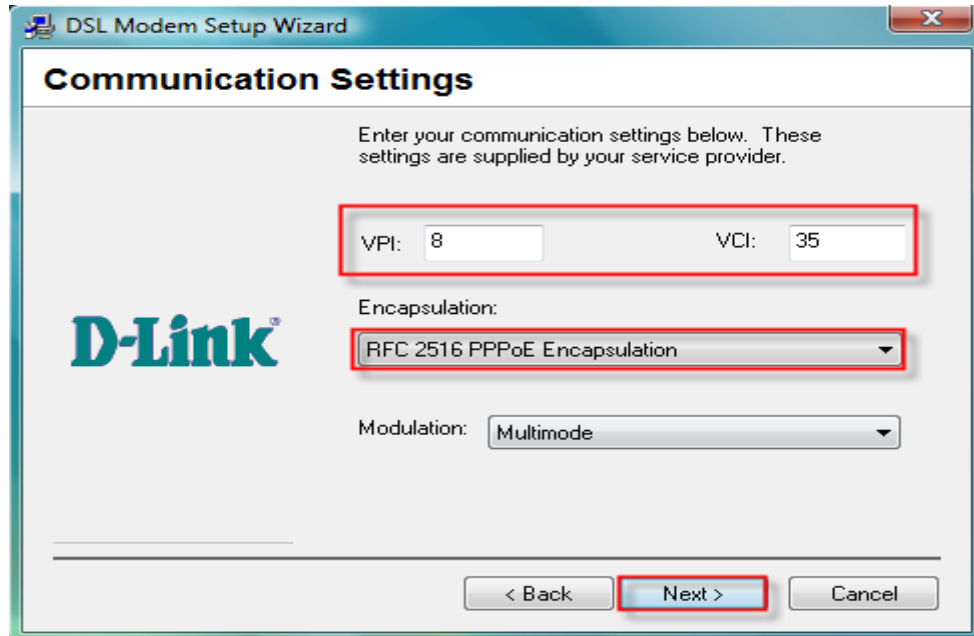 DSL Modem Setup Wizard
Communication Settings
Enter your communication settings below. These
settings are supplied by your service provider.
VPI: 8 VCI: 35
Encapsulation:
D-Link®
RFC 2516 PPPoE Encapsulation
Modulation: Multimode
< Back Next > Cancel